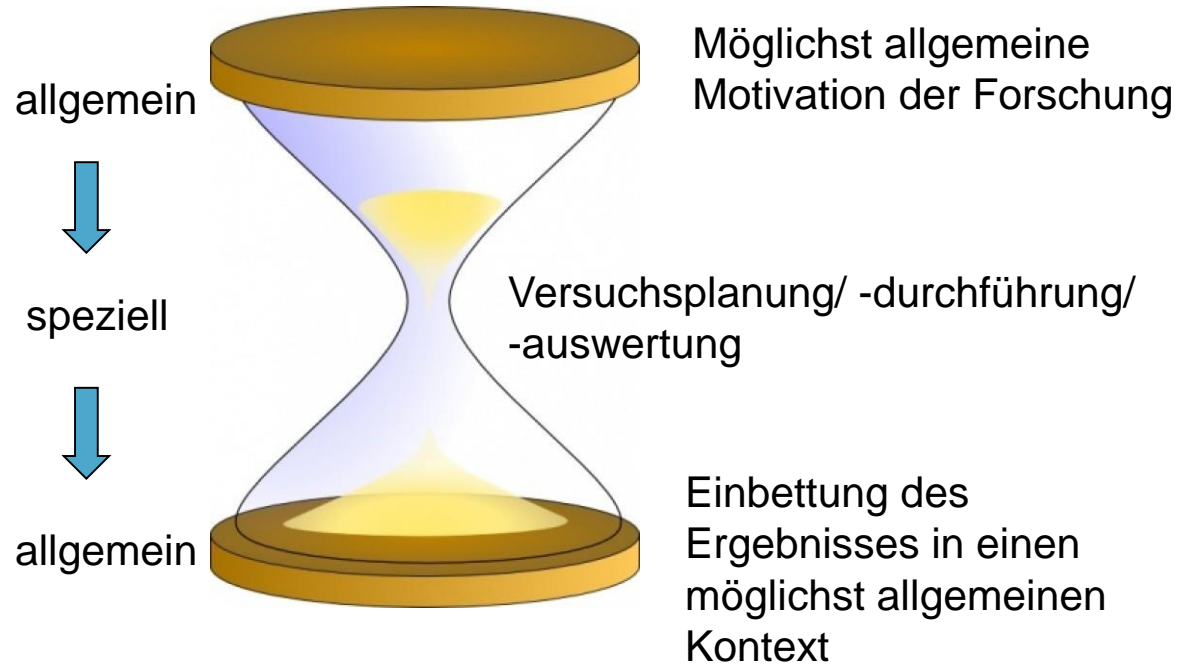 allgemein
Möglichst allgemeine
Motivation der Forschung
speziell
Versuchsplanung/ -durchführung/
-auswertung
allgemein
Einbettung des
Ergebnisses in einen
möglichst allgemeinen
Kontext